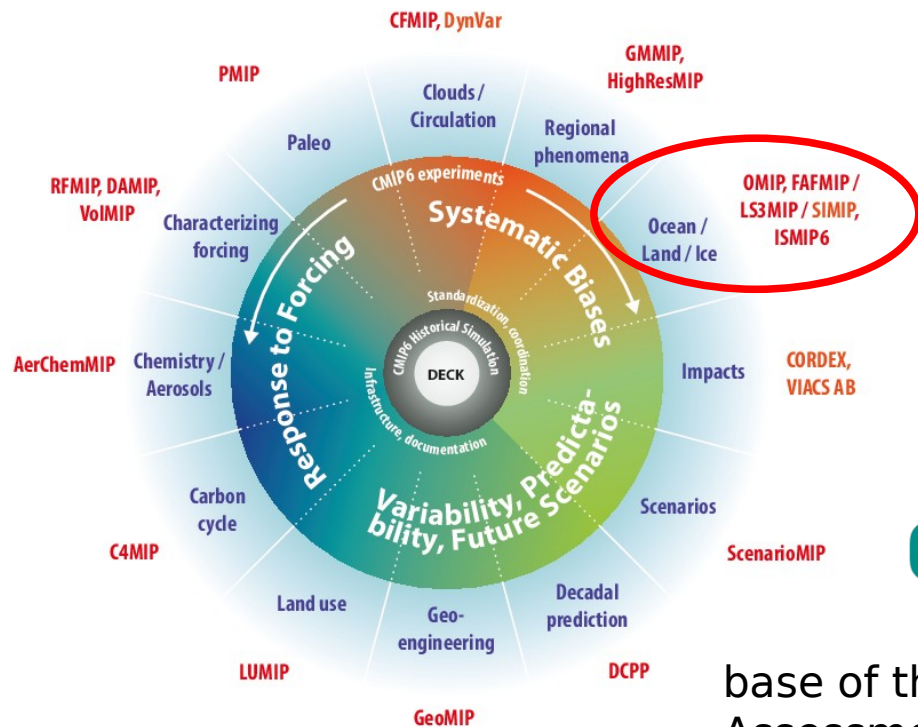 CFMIP, DynVar
GMMIP,
HighResMIP
PMIP
Clouds /
Circulation
Regional
phenomena
Paleo
OMIP, FAFMIP /
LS3MIP / SIMIP,
ISMIP6
RFMIP, DAMIP,
VolMIP
Characterizing
forcing
CMIP6 experiments
Systematic Biases
Ocean /
Land / Ice
Response to Forcing
Standardization, coordination
CMIP6 Historical Simulation
DECK
Infrastructure, documentation
AerChemMIP
Chemistry /
Aerosols
Impacts
CORDEX,
VIACS AB
Variability, Predicta-
bility, Future Scenarios
Carbon
cycle
Scenarios
C4MIP
ScenarioMIP
Land use
Geo-
engineering
Decadal
prediction
LUMIP
DCPP
GeoMIP
base of th
Assessme